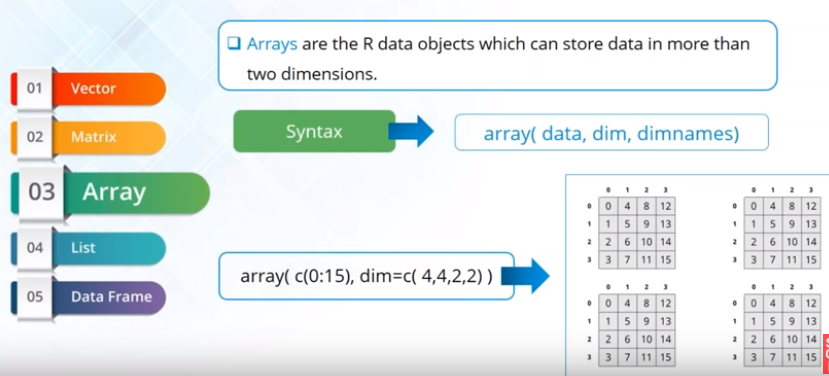 ❑ Arrays are the R data objects which can store data in more than
two dimensions.
01 Vector
02 Matrix
03 Array
04 List
05 Data Frame
Syntax
array( data, dim, dimnames)
array( c(0:15), dim=c( 4,4,2,2) )
0 1 2 3
0 0 4 8 12
1 1 5 9 13
2 2 6 10 14
3 3 7 11 15
0 1 2 3
0 0 4 8 12
1 1 5 9 13
2 2 6 10 14
3 3 7 11 15
0 1 2 3
0 0 4 8 12
1 1 5 9 13
2 2 6 10 14
3 3 7 11 15
0 1 2 3
0 0 4 8 12
1 1 5 9 13
2 2 6 10 14
3 3 7 11 15